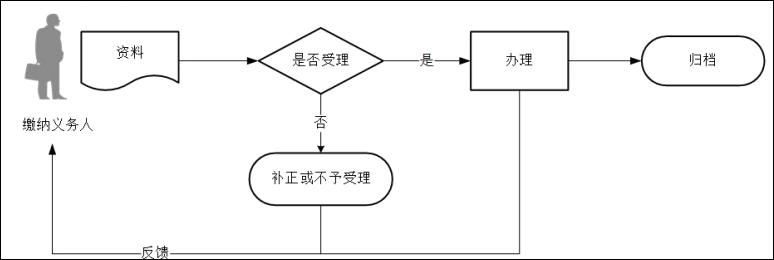 资料
是否受理
是
办理
归档
缴纳义务人
否
补正或不予受理
反馈